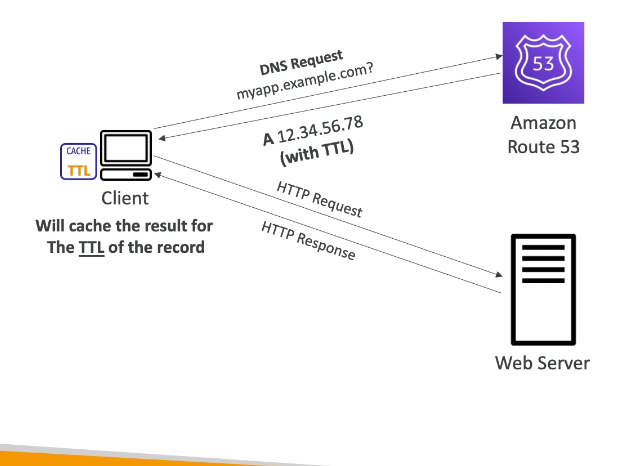 DNS Request
myapp.example.com?
53
Amazon
Route 53
A 12.34.56.78
(with TTL)
CACHE
TTL
Client
Will cache the result for
The TTL of the record
HTTP Request
HTTP Response
Web Server